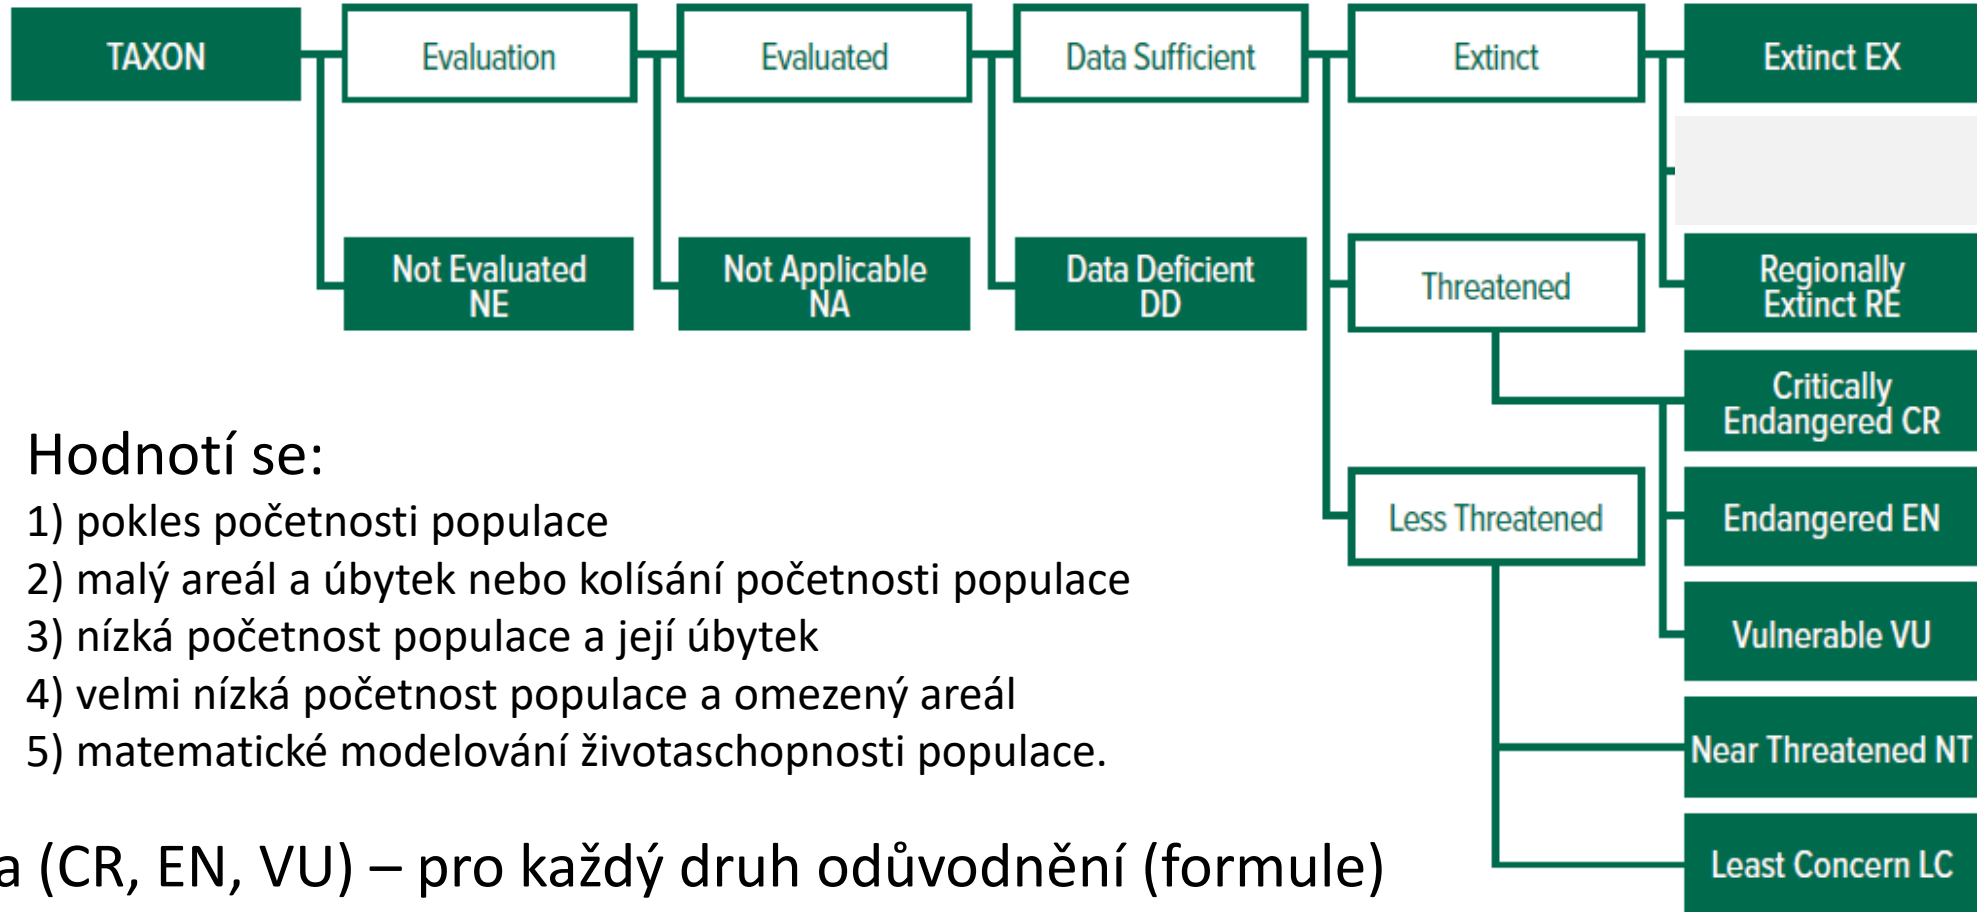 TAXON
Evaluation
Evaluated
Data Sufficient
Extinct
Extinct EX
Not Evaluated
NE
Not Applicable
NA
Data Deficient
DD
Threatened
Regionally
Extinct RE
Critically
Endangered CR
Less Threatened
Endangered EN
Vulnerable VU
Near Threatened NT
Least Concern LC
Hodnotí se:
1) pokles početnosti populace
2) malý areál a úbytek nebo kolísání početnosti populace
3) nízká početnost populace a její úbytek
4) velmi nízká početnost populace a omezený areál
5) matematické modelování životaschopnosti populace.
a (CR, EN, VU) – pro každý druh odůvodnění (formule)